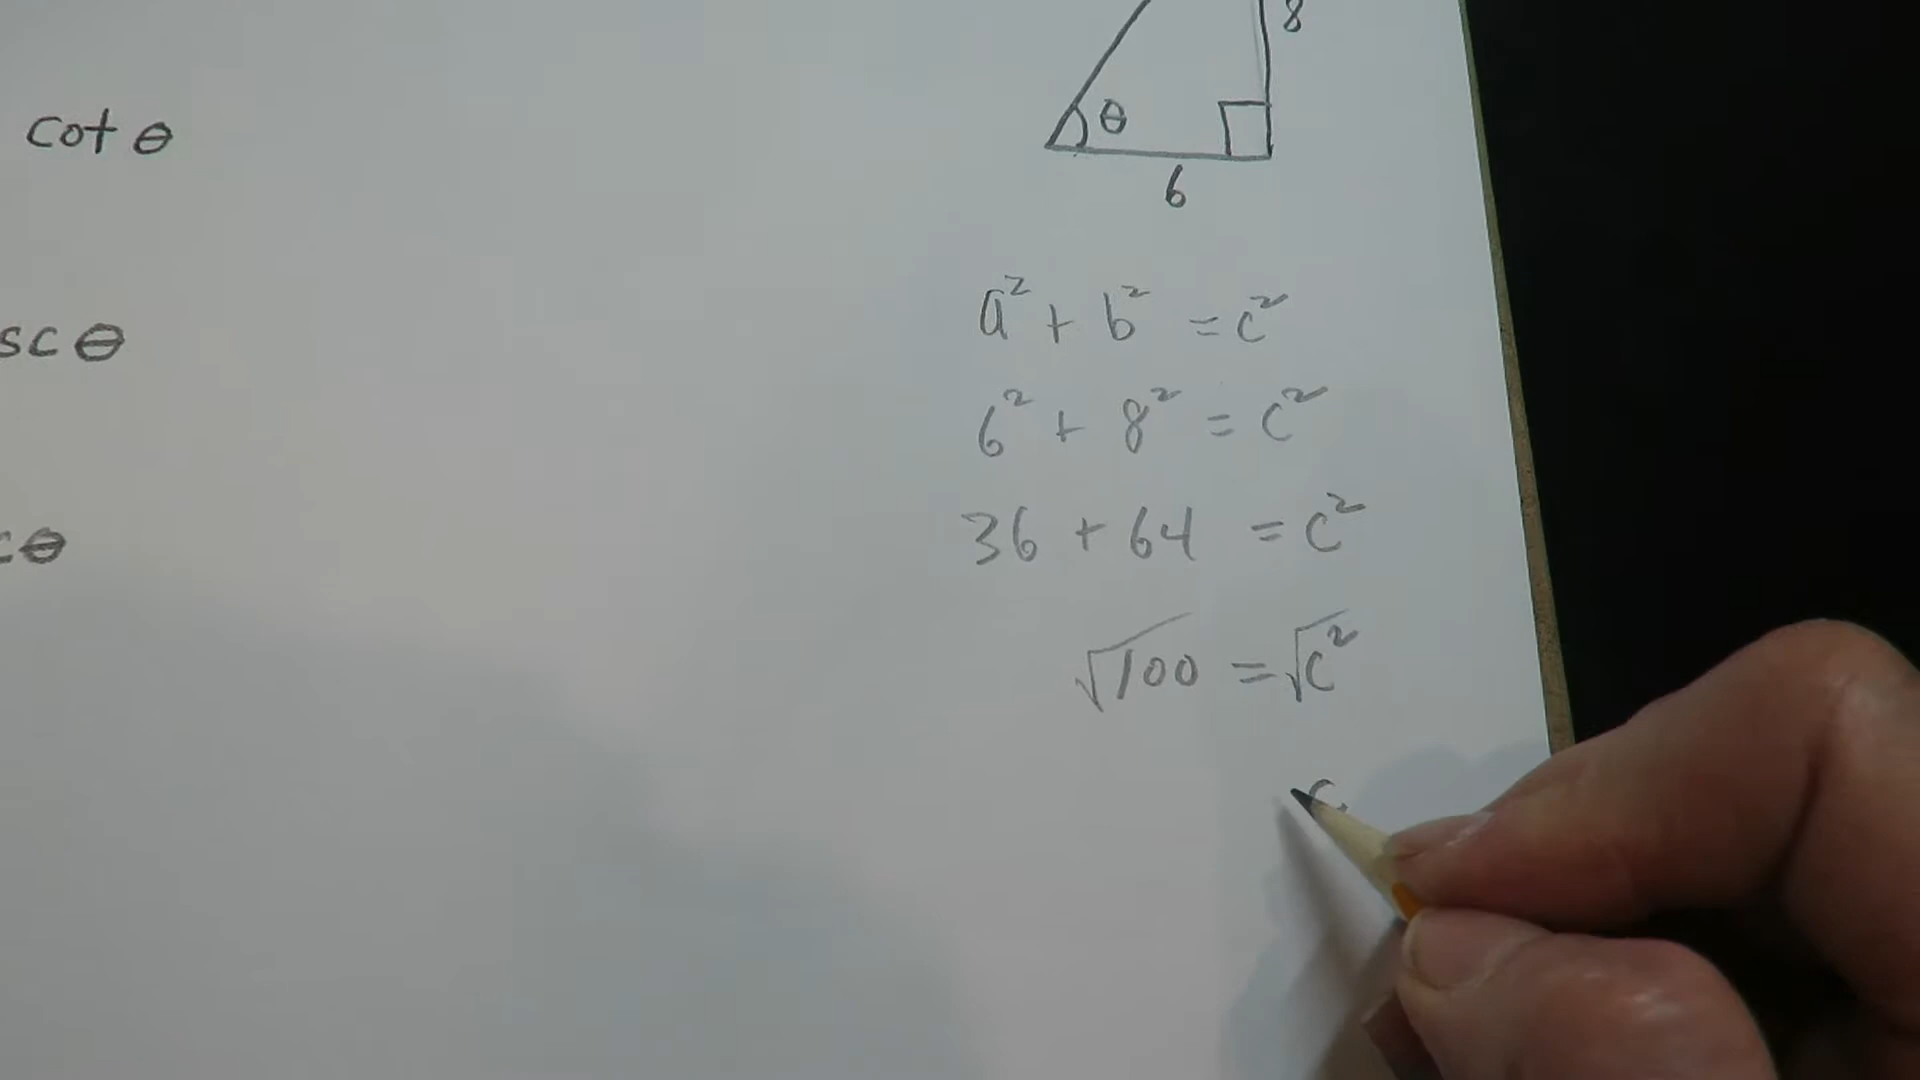 8
θ
6
cot θ
a² + b² = c²
sc θ
6² + 8² = c²
36 + 64 = c²
c θ
√100 = √c²
c